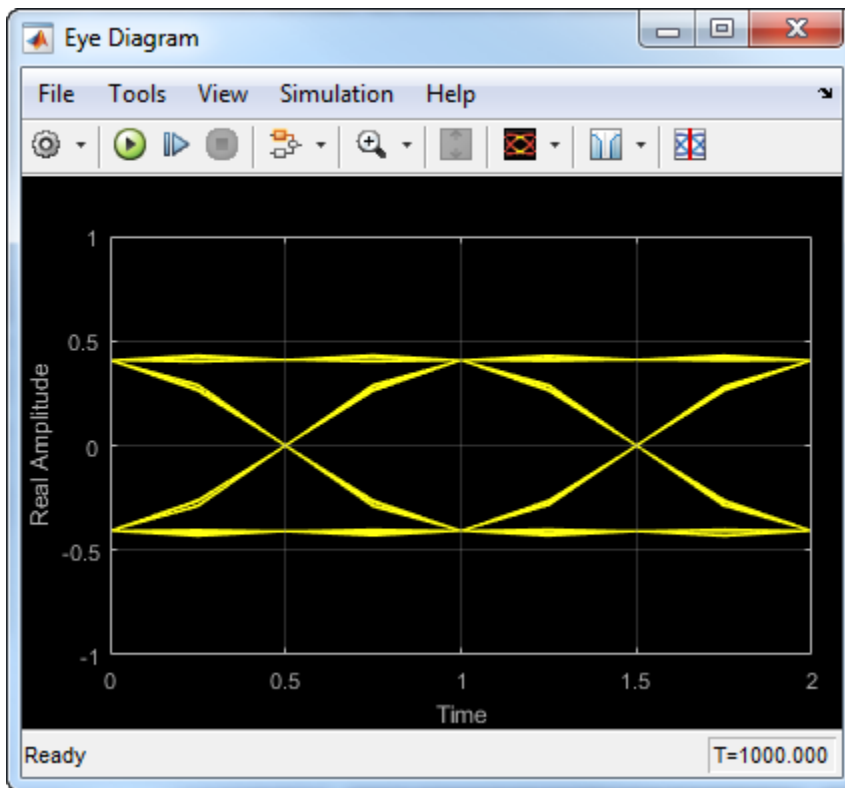 Eye Diagram
File Tools View Simulation Help
1
0.5
0
-0.5
-1
Real Amplitude
0 0.5 1 1.5 2
Time
Ready T=1000.000